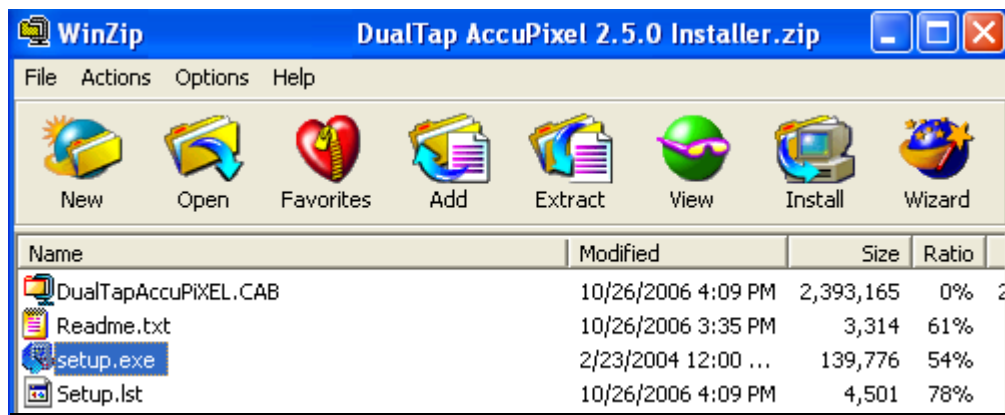 WinZip DualTap AccuPixel 2.5.0 Installer.zip
File Actions Options Help
New Open Favorites Add Extract View Install Wizard
Name Modified Size Ratio
DualTapAccuPiXEL.CAB 10/26/2006 4:09 PM 2,393,165 0% 2
Readme.txt 10/26/2006 3:35 PM 3,314 61%
setup.exe 2/23/2004 12:00 ... 139,776 54%
Setup.lst 10/26/2006 4:09 PM 4,501 78%